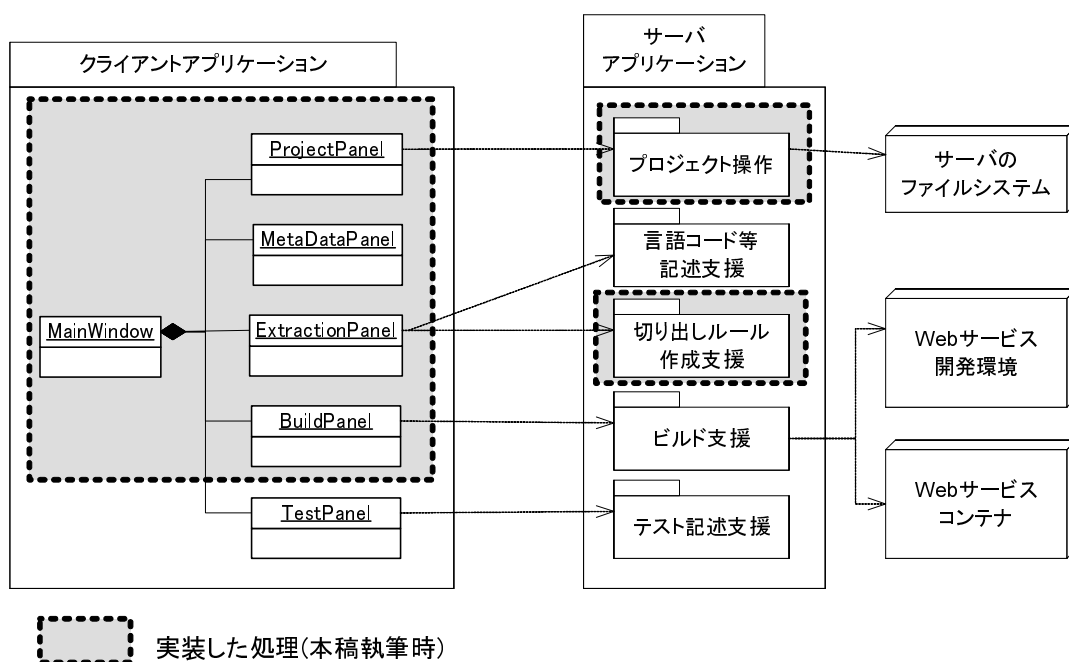 クライアントアプリケーション
サーバ
アプリケーション
ProjectPanel
プロジェクト操作
サーバの
ファイルシステム
MetaDataPanel
言語コード等
記述支援
MainWindow
ExtractionPanel
切り出しルール
作成支援
Webサービス
開発環境
BuildPanel
ビルド支援
Webサービス
コンテナ
TestPanel
テスト記述支援
実装した処理(本稿執筆時)